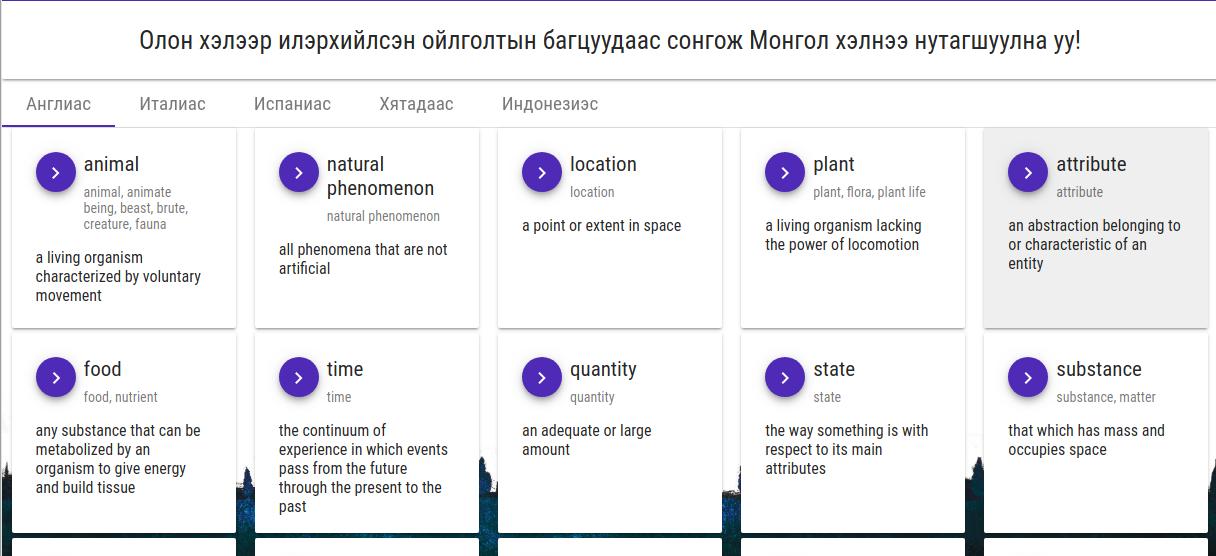 Олон хэлээр илэрхийлсэн ойлголтын багцуудаас сонгож Монгол хэлнээ нутагшуулна уу!
Англиас Италиас Испаниас Хятадаас Индонезиэс
animal
animal, animate
being, beast, brute,
creature, fauna
a living organism
characterized by voluntary
movement
natural
phenomenon
natural phenomenon
all phenomena that are not
artificial
location
location
a point or extent in space
plant
plant, flora, plant life
a living organism lacking
the power of locomotion
attribute
attribute
an abstraction belonging to
or characteristic of an
entity
food
food, nutrient
any substance that can be
metabolized by an
organism to give energy
and build tissue
time
time
the continuum of
experience in which events
pass from the future
through the present to the
past
quantity
quantity
an adequate or large
amount
state
state
the way something is with
respect to its main
attributes
substance
substance, matter
that which has mass and
occupies space